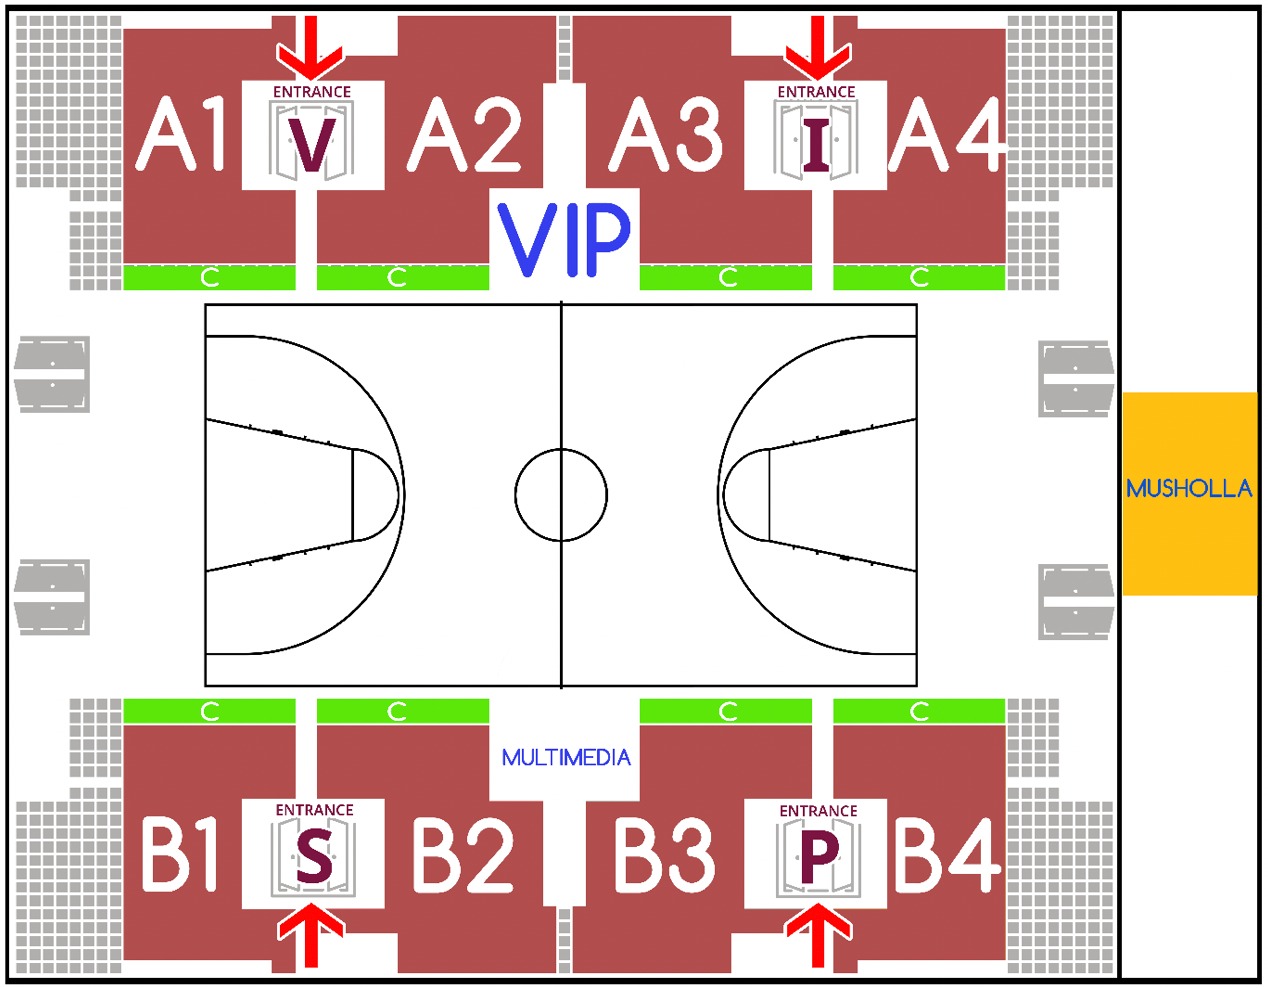 ENTRANCE
ENTRANCE
A1 V A2 A3 I A4
VIP
C C C C
MUSHOLLA
C C C C
MULTIMEDIA
ENTRANCE
ENTRANCE
B1 S B2 B3 P B4